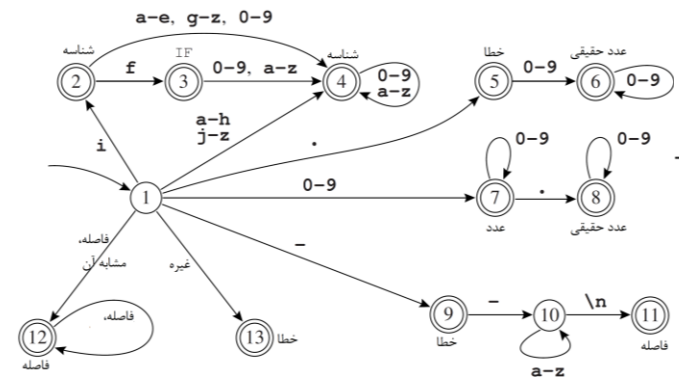 a–e, g–z, 0–9
شناسه
IF
شناسه
خطا
عدد حقیقی
2
f
3
0–9, a–z
4
0–9
a–z
5
0–9
6
0–9
a–h
j–z
.
i
0–9
0–9
0–9
1
0–9
7
.
8
عدد
عدد حقیقی
فاصله،
مشابه آن
غیره
–
12
فاصله،
فاصله
13
خطا
9
–
10
\n
11
خطا
فاصله
a–z